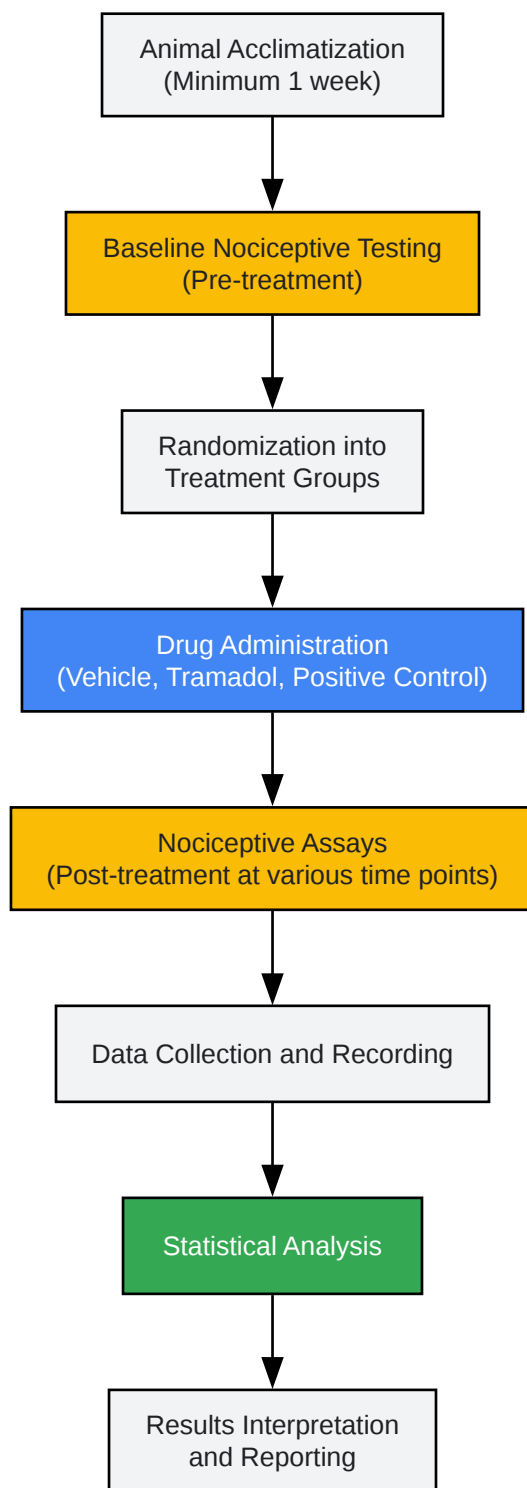 Animal Acclimatization
(Minimum 1 week)
Baseline Nociceptive Testing
(Pre-treatment)
Randomization into
Treatment Groups
Drug Administration
(Vehicle, Tramadol, Positive Control)
Nociceptive Assays
(Post-treatment at various time points)
Data Collection and Recording
Statistical Analysis
Results Interpretation
and Reporting